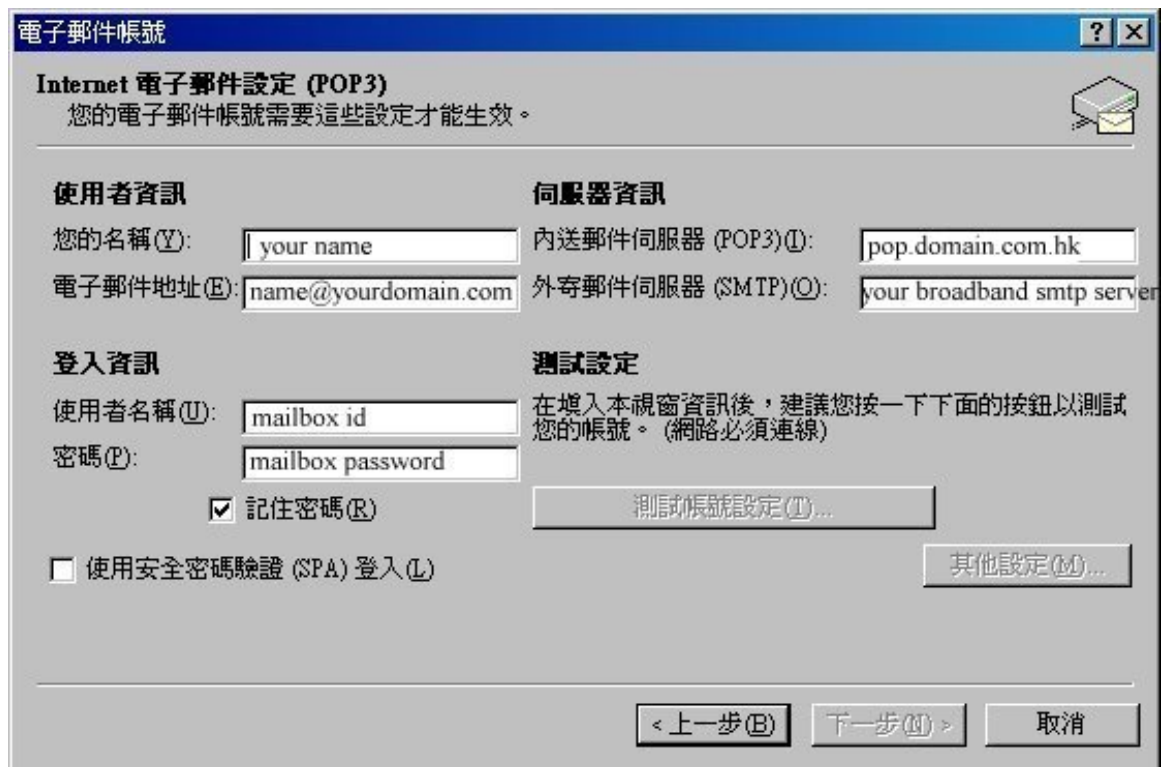 電子郵件帳號
Internet 電子郵件設定 (POP3)
您的電子郵件帳號需要這些設定才能生效。
使用者資訊
您的名稱(Y): your name
電子郵件地址(E): name@yourdomain.com
伺服器資訊
內送郵件伺服器 (POP3)(I): pop.domain.com.hk
外寄郵件伺服器 (SMTP)(O): your broadband smtp server
登入資訊
使用者名稱(U): mailbox id
密碼(P): mailbox password
記住密碼(R)
使用安全密碼驗證 (SPA) 登入(L)
測試設定
在填入本視窗資訊後,建議您按一下下面的按鈕以測試
您的帳號。 (網路必須連線)
測試帳號設定(T)...
其他設定(M)...
< 上一步(B)
下一步(N) >
取消